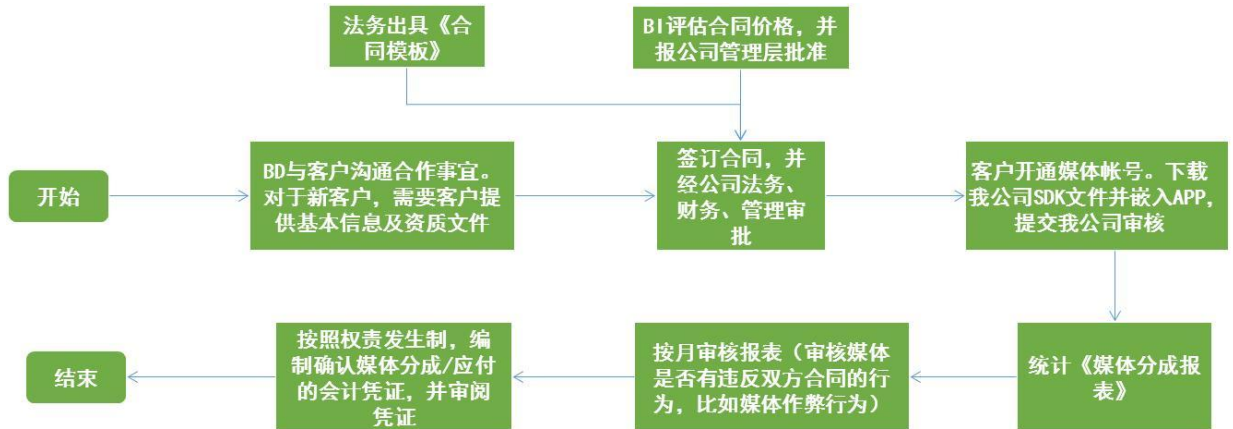 法务出具《合
同模板》
BI评估合同价格，并
报公司管理层批准
开始
BD与客户沟通合作事宜。
对于新客户，需要客户提
供基本信息及资质文件
签订合同，并
经公司法务、
财务、管理审
批
客户开通媒体帐号。下载
我公司SDK文件并嵌入APP，
提交我公司审核
统计《媒体分成报
表》
按月审核报表（审核媒体
是否有违反双方合同的行
为，比如媒体作弊行为）
按照权责发生制，编
制确认媒体分成/应付
的会计凭证，并审阅
凭证
结束